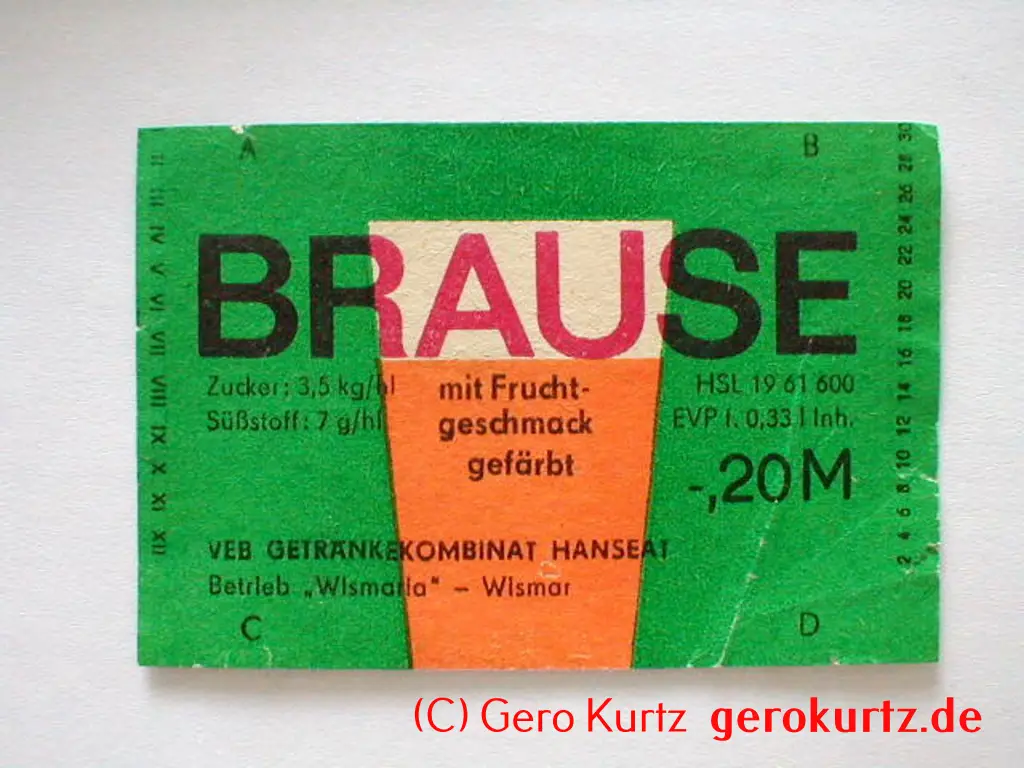 A B
BRAUSE
Zucker: 3,5 kg/hl
Süßstoff: 7 g/hl
mit Frucht-
geschmack
gefärbt
HSL 19 61 600
EVP f. 0,33 l Inh.
-,20 M
VEB GETRÄNKEKOMBINAT HANSEAT
Betrieb „Wismaria“ – Wismar
C D
II III IV V VI VII VIII XI X XI IX XII
2 4 6 8 10 12 14 16 18 20 22 24 26 28 30
(C) Gero Kurtz gerokurtz.de